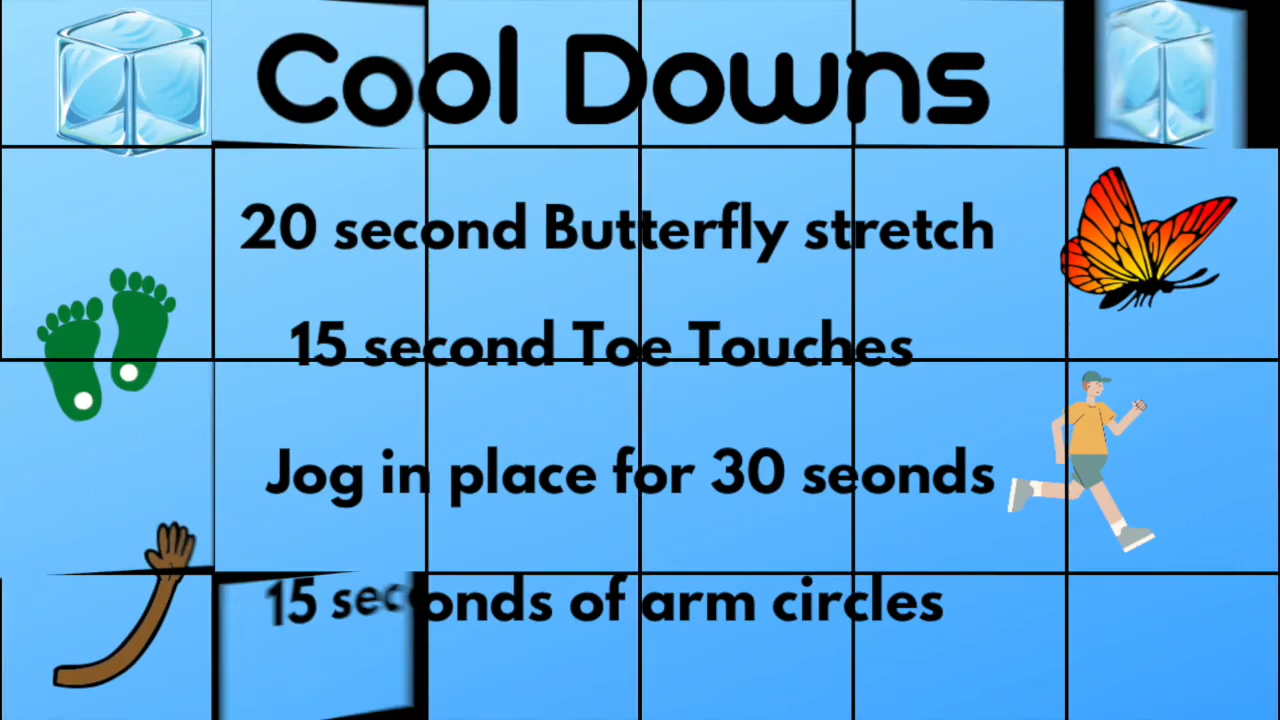 Cool Downs
20 second Butterfly stretch
15 second Toe Touches
Jog in place for 30 seonds
15 seconds of arm circles